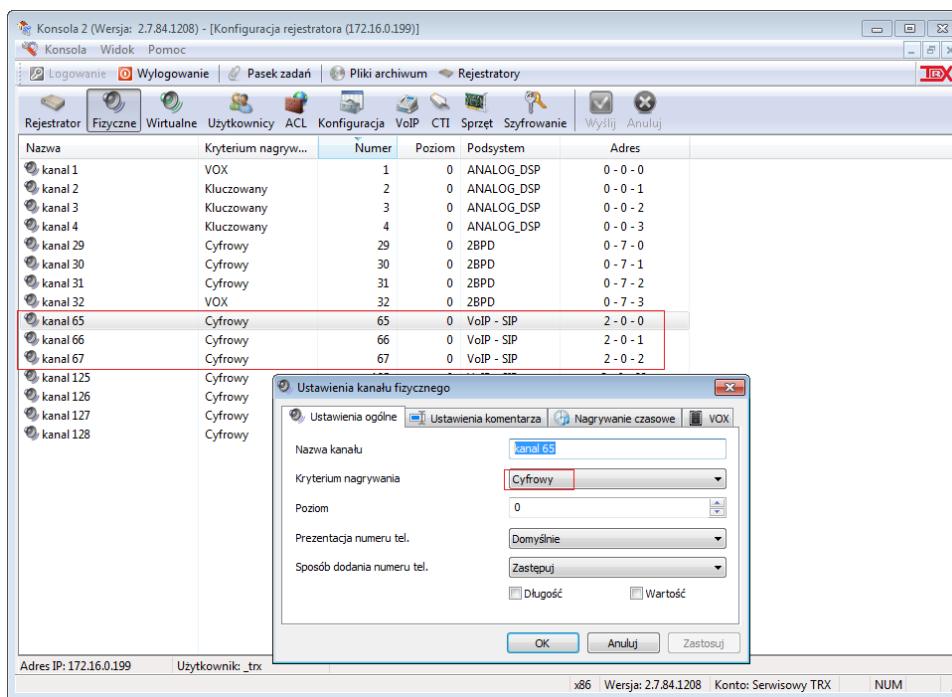 Konsola 2 (Wersja: 2.7.84.1208) - [Konfiguracja rejestratora (172.16.0.199)]
Konsola Widok Pomoc
Logowanie Wylogowanie Pasek zadań Pliki archiwum Rejestratory TRX
Rejestrator Fizyczne Wirtualne Użytkownicy ACL Konfiguracja VoIP CTI Sprzęt Szyfrowanie Wyślij Anuluj
Nazwa Kryterium nagryw... Numer Poziom Podsystem Adres
kanal 1 VOX 1 0 ANALOG_DSP 0 - 0 - 0
kanal 2 Kluczowany 2 0 ANALOG_DSP 0 - 0 - 1
kanal 3 Kluczowany 3 0 ANALOG_DSP 0 - 0 - 2
kanal 4 Kluczowany 4 0 ANALOG_DSP 0 - 0 - 3
kanal 29 Cyfrowy 29 0 2BPD 0 - 7 - 0
kanal 30 Cyfrowy 30 0 2BPD 0 - 7 - 1
kanal 31 Cyfrowy 31 0 2BPD 0 - 7 - 2
kanal 32 VOX 32 0 2BPD 0 - 7 - 3
kanal 65 Cyfrowy 65 0 VoIP - SIP 2 - 0 - 0
kanal 66 Cyfrowy 66 0 VoIP - SIP 2 - 0 - 1
kanal 67 Cyfrowy 67 0 VoIP - SIP 2 - 0 - 2
kanal 125 Cyfrowy
kanal 126 Cyfrowy
kanal 127 Cyfrowy
kanal 128 Cyfrowy
Ustawienia kanału fizycznego
Ustawienia ogólne Ustawienia komentarza Nagrywanie czasowe VOX
Nazwa kanału kanal 65
Kryterium nagrywania Cyfrowy
Poziom 0
Prezentacja numeru tel. Domyślnie
Sposób dodania numeru tel. Zastępuj
Długość Wartość
OK Anuluj Zastosuj
Adres IP: 172.16.0.199 Użytkownik: _trx
x86 Wersja: 2.7.84.1208 Konto: Serwisowy TRX NUM